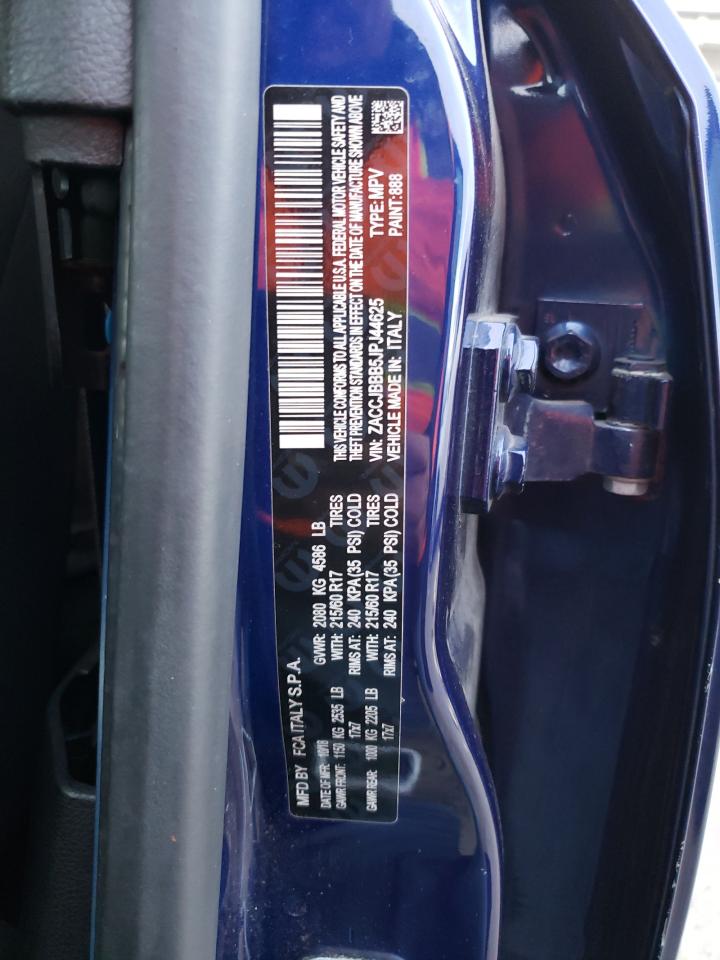 MFD BY FCA ITALY S.P.A.
DATE OF MFR: 10/18 GVWR: 2080 KG 4586 LB
GAWR FRONT: 1150 KG 2535 LB WITH: 215/60 R17 TIRES
17x7 RIMS AT: 240 KPA(35 PSI) COLD
GAWR REAR: 1000 KG 2205 LB WITH: 215/60 R17 TIRES
17x7 RIMS AT: 240 KPA(35 PSI) COLD
THIS VEHICLE CONFORMS TO ALL APPLICABLE U.S.A. FEDERAL MOTOR VEHICLE SAFETY AND
THEFT PREVENTION STANDARDS IN EFFECT ON THE DATE OF MANUFACTURE SHOWN ABOVE
VIN: ZACCJBBB5JPJ44625 TYPE: MPV
VEHICLE MADE IN: ITALY PAINT: 888